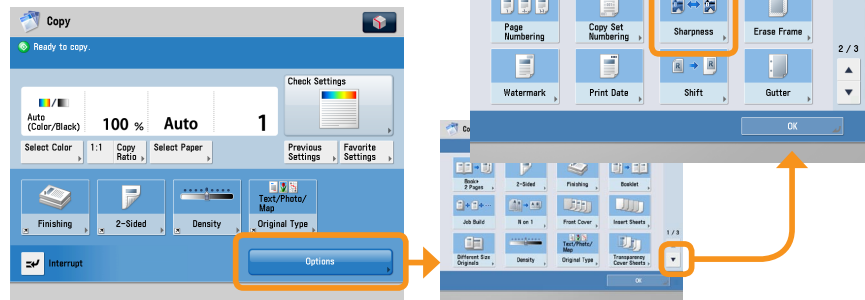 Copy
Ready to copy.
Check Settings
Auto
(Color/Black)
100 %
Auto
1
Select Color
1:1
Copy
Ratio
Select Paper
Previous
Settings
Favorite
Settings
Finishing
2-Sided
Density
Text/Photo/
Map
Original Type
Interrupt
Options
Co
Book▸
2 Pages
2-Sided
Finishing
Booklet
Job Build
N on 1
Front Cover
Insert Sheets
Different Size
Originals
Density
Text/Photo/
Map
Original Type
Transparency
Cover Sheets
1/3
OK
Page
Numbering
Copy Set
Numbering
Sharpness
Erase Frame
2 / 3
Watermark
Print Date
R
R
Shift
Gutter
OK